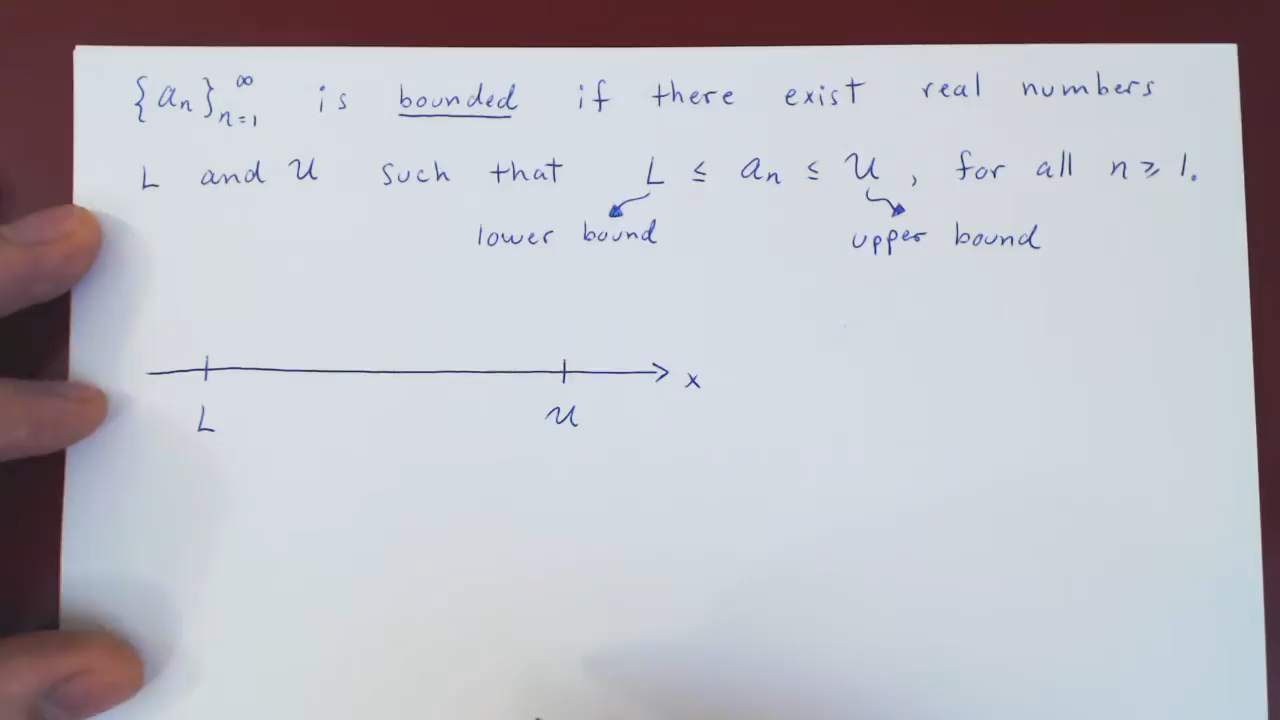 {aₙ}ₙ₌₁^∞ is bounded if there exist real numbers
L and U such that L ≤ aₙ ≤ U, for all n ≥ 1.
lower bound upper bound
x
L U